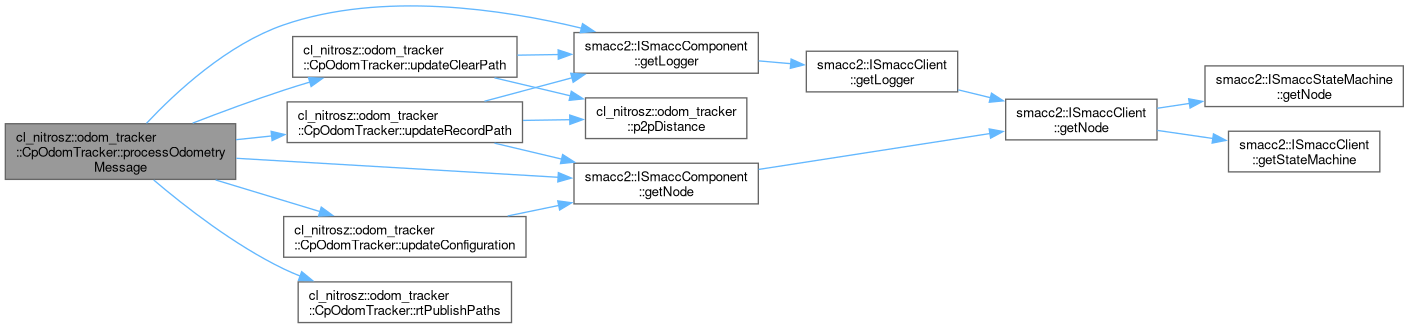 cl_nitrosz::odom_tracker
::CpOdomTracker::processOdometry
Message
cl_nitrosz::odom_tracker
::CpOdomTracker::updateClearPath
cl_nitrosz::odom_tracker
::CpOdomTracker::updateRecordPath
cl_nitrosz::odom_tracker
::CpOdomTracker::updateConfiguration
cl_nitrosz::odom_tracker
::CpOdomTracker::rtPublishPaths
smacc2::ISmaccComponent
::getLogger
cl_nitrosz::odom_tracker
::p2pDistance
smacc2::ISmaccComponent
::getNode
smacc2::ISmaccClient
::getLogger
smacc2::ISmaccClient
::getNode
smacc2::ISmaccStateMachine
::getNode
smacc2::ISmaccClient
::getStateMachine